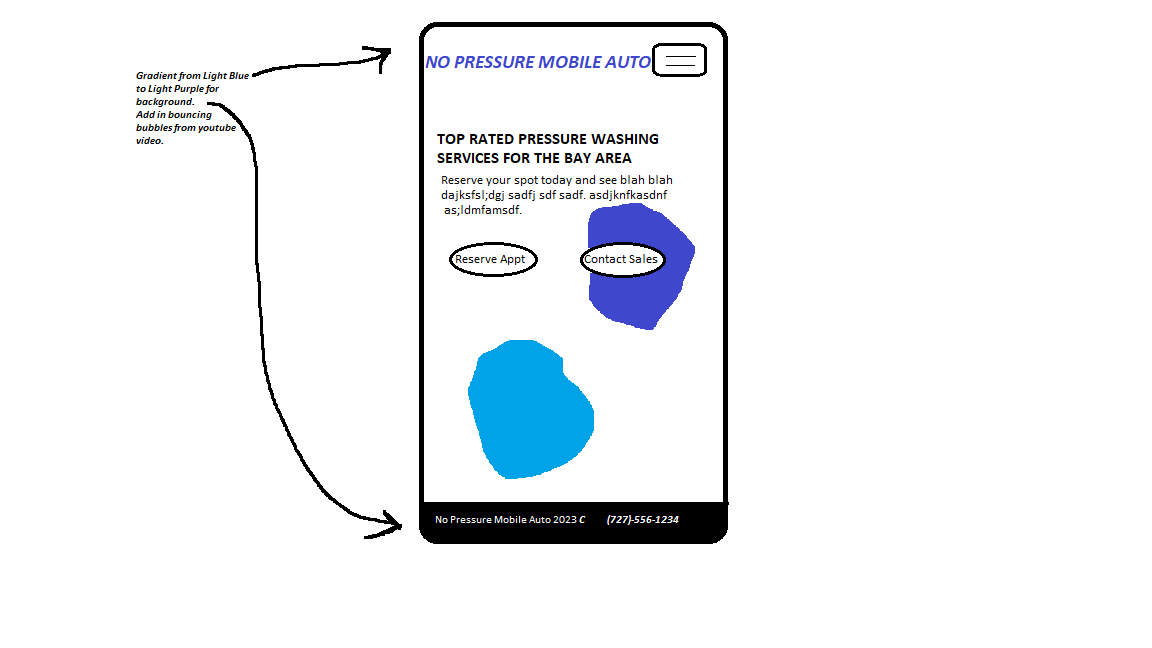 NO PRESSURE MOBILE AUTO
Gradient from Light Blue
to Light Purple for
background.
Add in bouncing
bubbles from youtube
video.
TOP RATED PRESSURE WASHING
SERVICES FOR THE BAY AREA
Reserve your spot today and see blah blah
dajksfsl;dgj sadfj sdf sadf. asdjknfkasdnf
as;ldmfamsdf.
Reserve Appt
Contact Sales
No Pressure Mobile Auto 2023 C (727)-556-1234